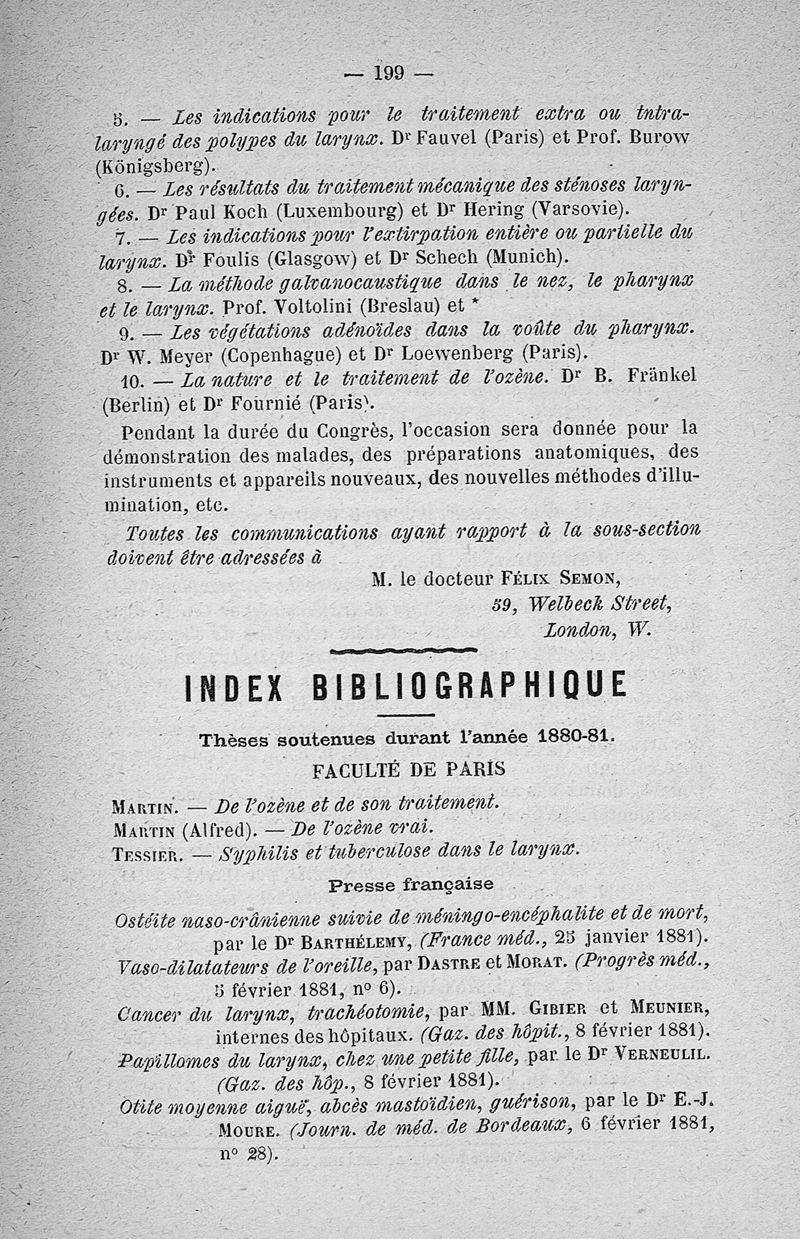 — 199 —
5. — Les indications pour le traitement extra ou tntra-
laryngé des polypes du larynx. Dr Fauvel (Paris) et Prof. Burow
(Königsberg).
6. — Les résultats du traitement mécanique des sténoses laryn-
gées. Dr Paul Koch (Luxembourg) et Dr Hering (Varsovie).
7. — Les indications pour l'extirpation entière ou partielle du
larynx. Dr Foulis (Glasgow) et Dr Schech (Munich).
8. — La méthode galvanocaustique dans le nez, le pharynx
et le larynx. Prof. Voltolini (Breslau) et *
9. — Les végétations adénoïdes dans la voûte du pharynx.
Dr W. Meyer (Copenhague) et Dr Loewenberg (Paris).
10. — La nature et le traitement de l'ozène. Dr B. Fränkel
(Berlin) et Dr Fournié (Paris).
Pendant la durée du Congrès, l'occasion sera donnée pour la
démonstration des malades, des préparations anatomiques, des
instruments et appareils nouveaux, des nouvelles méthodes d'illu-
mination, etc.
Toutes les communications ayant rapport à la sous-section
doivent être adressées à
M. le docteur FÉLIX SEMON,
59, Welbeck Street,
London, W.
INDEX BIBLIOGRAPHIQUE
Thèses soutenues durant l'année 1880-81.
FACULTÉ DE PARIS
MARTIN. — De l'ozène et de son traitement.
MARTIN (Alfred). — De l'ozène vrai.
TESSIER. — Syphilis et tuberculose dans le larynx.
Presse française
Ostéite naso-crânienne suivie de méningo-encéphalite et de mort,
par le Dr BARTHÉLEMY, (France méd., 25 janvier 1881).
Vaso-dilatateurs de l'oreille, par DASTRE et MORAT. (Progrès méd.,
5 février 1881, no 6).
Cancer du larynx, trachéotomie, par MM. GIBIER et MEUNIER,
internes des hôpitaux. (Gaz. des hôpit., 8 février 1881).
Papillomes du larynx, chez une petite fille, par le Dr VERNEULIL.
(Gaz. des hôp., 8 février 1881).
Otite moyenne aiguë, abcès mastoïdien, guérison, par le Dr E.-J.
MOURE. (Journ. de méd. de Bordeaux, 6 février 1881,
no 28).